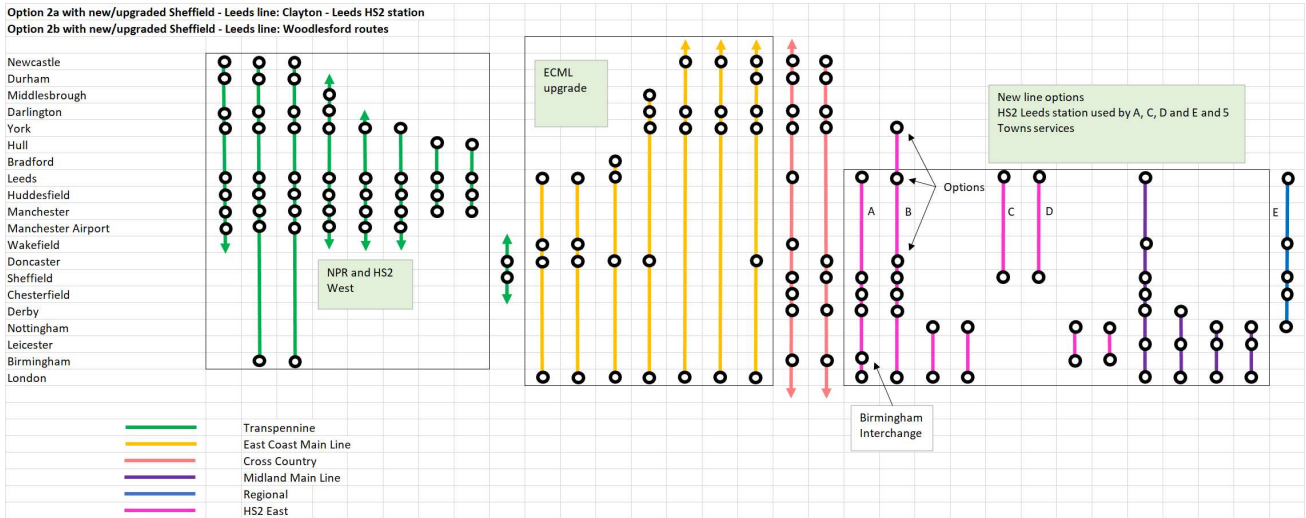 Option 2a with new/upgraded Sheffield - Leeds line: Clayton - Leeds HS2 station
Option 2b with new/upgraded Sheffield - Leeds line: Woodlesford routes
Newcastle
Durham
Middlesbrough
Darlington
York
Hull
Bradford
Leeds
Huddesfield
Manchester
Manchester Airport
Wakefield
Doncaster
Sheffield
Chesterfield
Derby
Nottingham
Leicester
Birmingham
London
NPR and HS2
West
ECML
upgrade
New line options
HS2 Leeds station used by A, C, D and E and 5
Towns services
Options
A
B
C
D
E
Birmingham
Interchange
Transpennine
East Coast Main Line
Cross Country
Midland Main Line
Regional
HS2 East